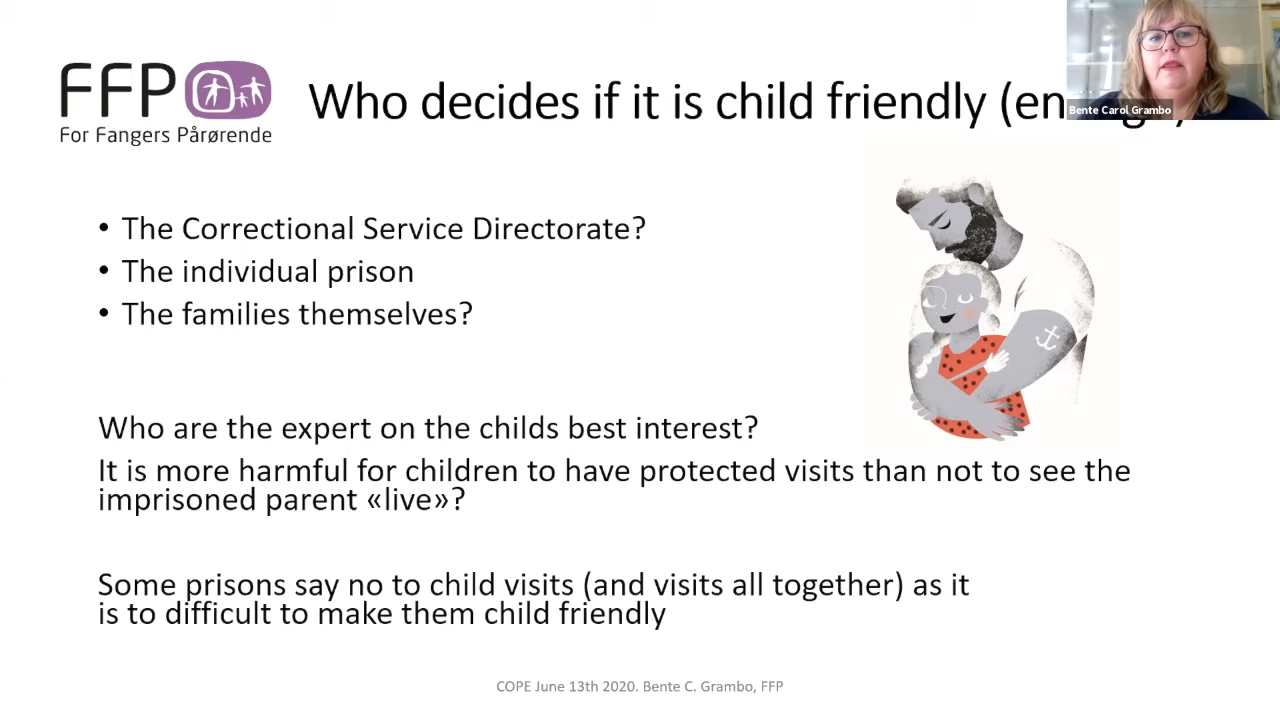 FFP
For Fangers Pårørende
Who decides if it is child friendly (en
Bente Carol Grambo
• The Correctional Service Directorate?
• The individual prison
• The families themselves?
Who are the expert on the childs best interest?
It is more harmful for children to have protected visits than not to see the
imprisoned parent «live»?
Some prisons say no to child visits (and visits all together) as it
is to difficult to make them child friendly
COPE June 13th 2020. Bente C. Grambo, FFP